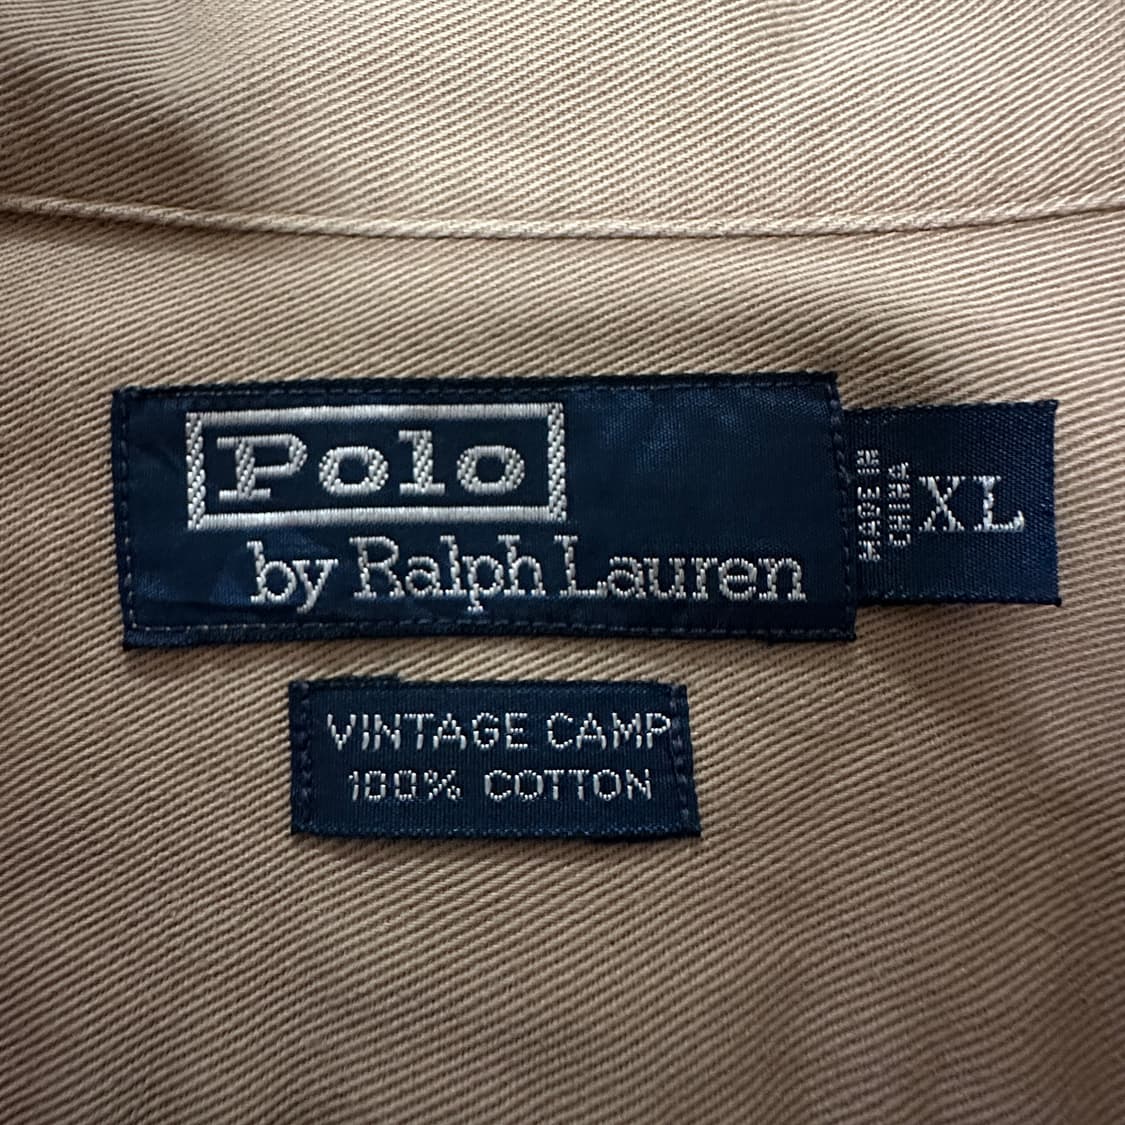 Polo
by Ralph Lauren
MADE IN
CHINA
XL
VINTAGE CAMP
100% COTTON